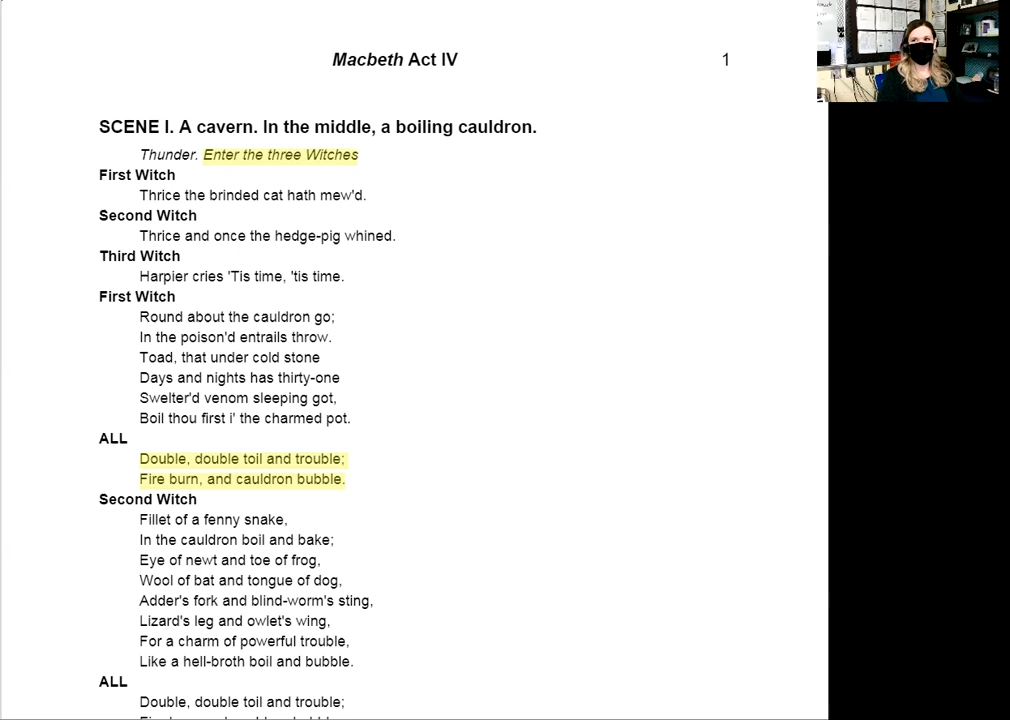 Macbeth Act IV 1
SCENE I. A cavern. In the middle, a boiling cauldron.
Thunder. Enter the three Witches
First Witch
Thrice the brinded cat hath mew'd.
Second Witch
Thrice and once the hedge-pig whined.
Third Witch
Harpier cries 'Tis time, 'tis time.
First Witch
Round about the cauldron go;
In the poison'd entrails throw.
Toad, that under cold stone
Days and nights has thirty-one
Swelter'd venom sleeping got,
Boil thou first i' the charmed pot.
ALL
Double, double toil and trouble;
Fire burn, and cauldron bubble.
Second Witch
Fillet of a fenny snake,
In the cauldron boil and bake;
Eye of newt and toe of frog,
Wool of bat and tongue of dog,
Adder's fork and blind-worm's sting,
Lizard's leg and owlet's wing,
For a charm of powerful trouble,
Like a hell-broth boil and bubble.
ALL
Double, double toil and trouble;